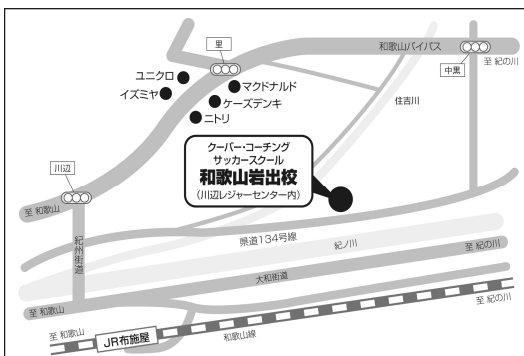 里
和歌山バイパス
至 紀の川
中黒
ユニクロ
イズミヤ
マクドナルド
ケーズデンキ
ニトリ
住吉川
クーバー・コーチング
サッカースクール
和歌山岩出校
(川辺レジャーセンター内)
川辺
至 和歌山
紀州街道
県道134号線
紀ノ川
至 紀の川
大和街道
至 和歌山
至 紀の川
至 和歌山
JR布施屋
和歌山線